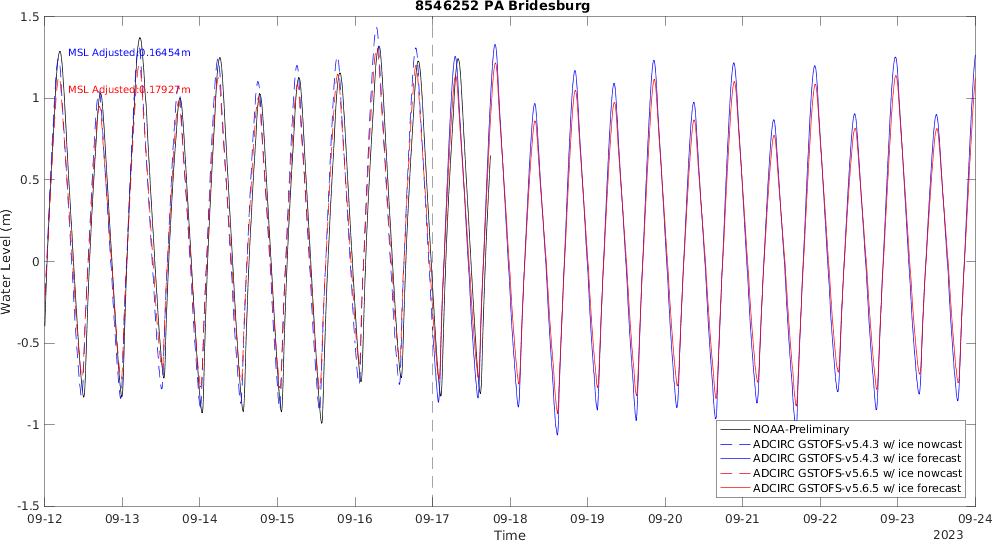 8546252 PA Bridesburg
MSL Adjusted:0.16454m
MSL Adjusted:0.17927m
Water Level (m)
1.5
1
0.5
0
-0.5
-1
-1.5
NOAA-Preliminary
ADCIRC GSTOFS-v5.4.3 w/ ice nowcast
ADCIRC GSTOFS-v5.4.3 w/ ice forecast
ADCIRC GSTOFS-v5.6.5 w/ ice nowcast
ADCIRC GSTOFS-v5.6.5 w/ ice forecast
09-12 09-13 09-14 09-15 09-16 09-17 09-18 09-19 09-20 09-21 09-22 09-23 09-24
Time
2023